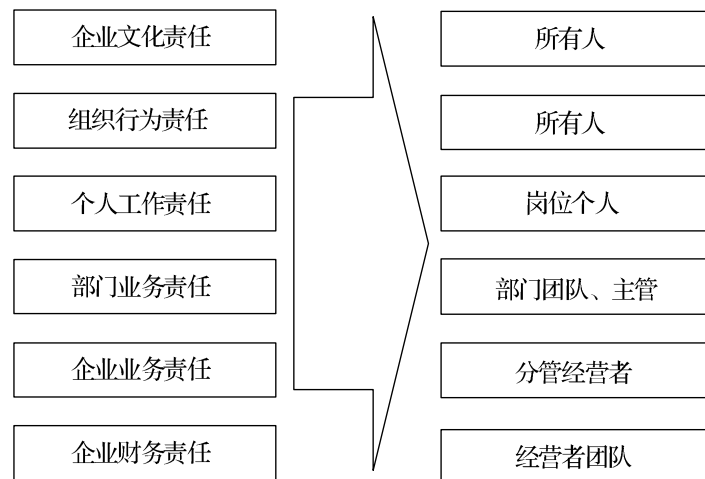 企业文化责任
所有人
组织行为责任
所有人
个人工作责任
岗位个人
部门业务责任
部门团队、主管
企业业务责任
分管经营者
企业财务责任
经营者团队